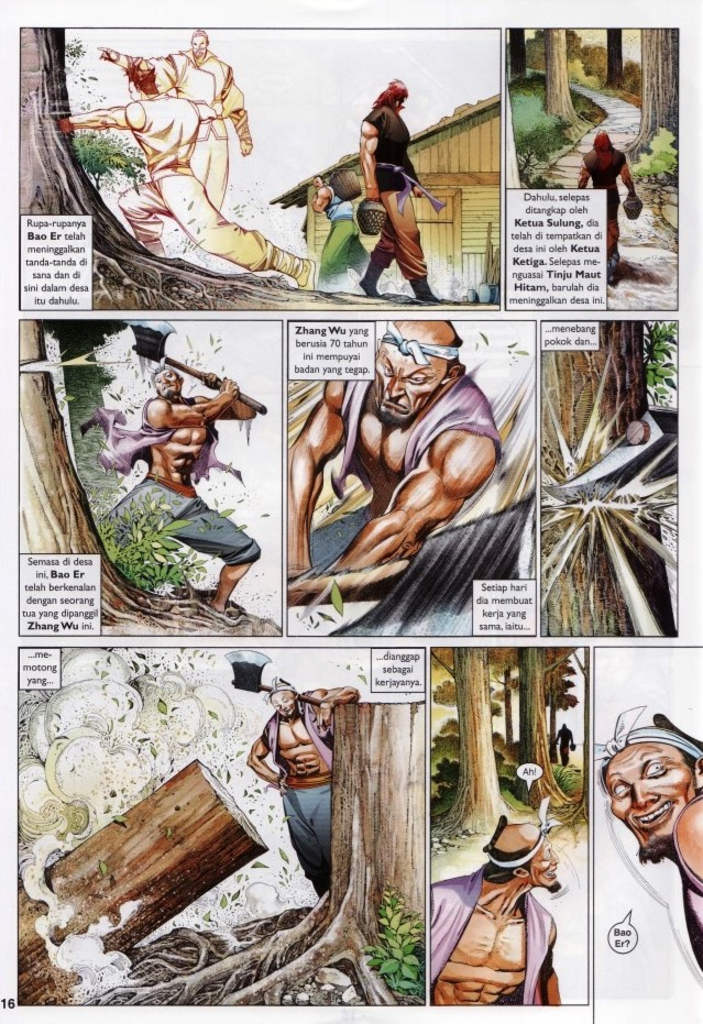 Rupa-rupanya
Bao Er telah
meninggalkan
tanda-tanda di
sana dan di
sini dalam desa
itu dahulu.
Dahulu, selepas
ditangkap oleh
Ketua Sulung, dia
telah di tempatkan di
desa ini oleh Ketua
Ketiga. Selepas me-
nguasai Tinju Maut
Hitam, barulah dia
meninggalkan desa ini.
Semasa di desa
ini, Bao Er
telah berkenalan
dengan seorang
tua yang dipanggil
Zhang Wu ini.
Zhang Wu yang
berusia 70 tahun
ini mempuyai
badan yang tegap.
Setiap hari
dia membuat
kerja yang
sama, iaitu...
...menebang
pokok dan...
...me-
motong
yang...
...dianggap
sebagai
kerjayanya.
Ah!
Bao
Er?
16